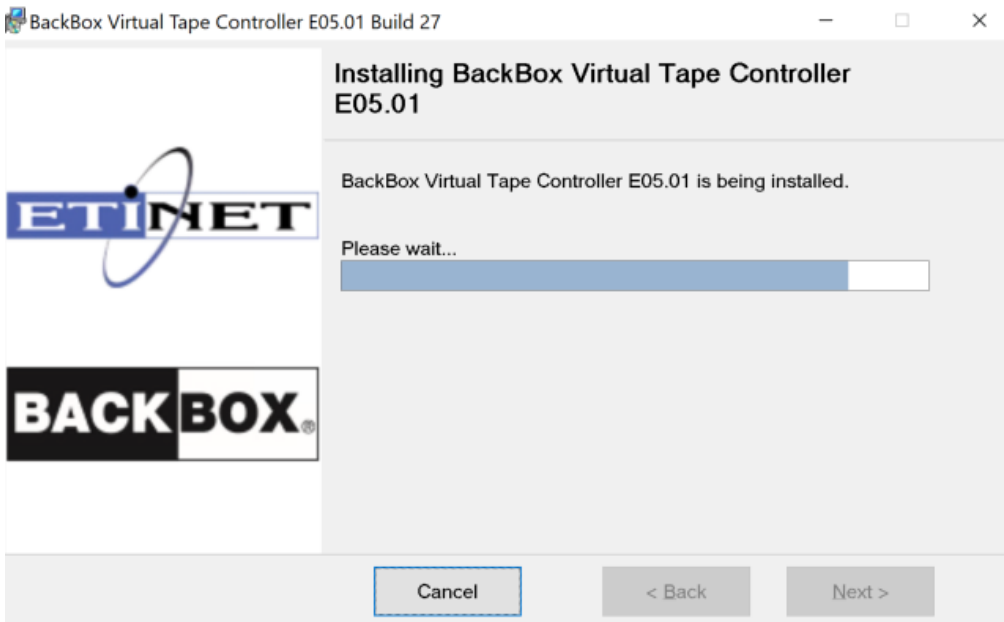 BackBox Virtual Tape Controller E05.01 Build 27
Installing BackBox Virtual Tape Controller
E05.01
ETINET
BackBox Virtual Tape Controller E05.01 is being installed.
Please wait...
BACKBOX®
Cancel
< Back
Next >